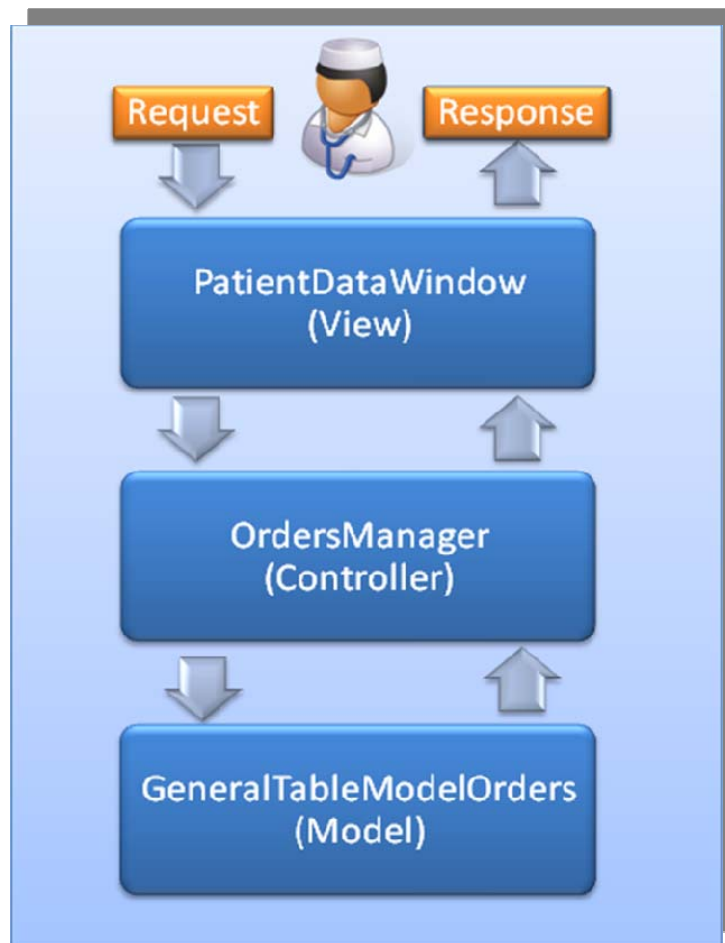 Request
Response
PatientDataWindow
(View)
OrdersManager
(Controller)
GeneralTableModelOrders
(Model)